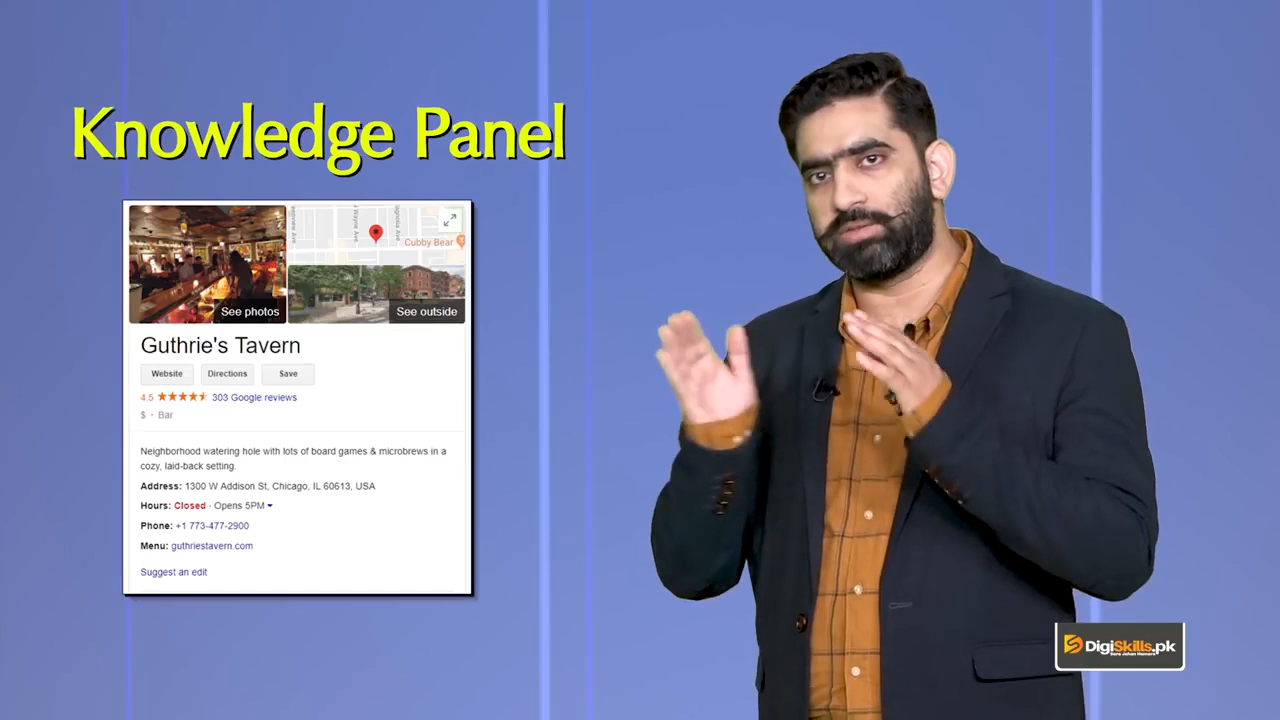 Knowledge Panel
Cubby Bear
See photos
See outside
Guthrie's Tavern
Website Directions Save
4.5 303 Google reviews
$ · Bar
Neighborhood watering hole with lots of board games & microbrews in a
cozy, laid-back setting.
Address: 1300 W Addison St, Chicago, IL 60613, USA
Hours: Closed · Opens 5PM
Phone: +1 773-477-2900
Menu: guthriestavern.com
Suggest an edit
DigiSkills.pk